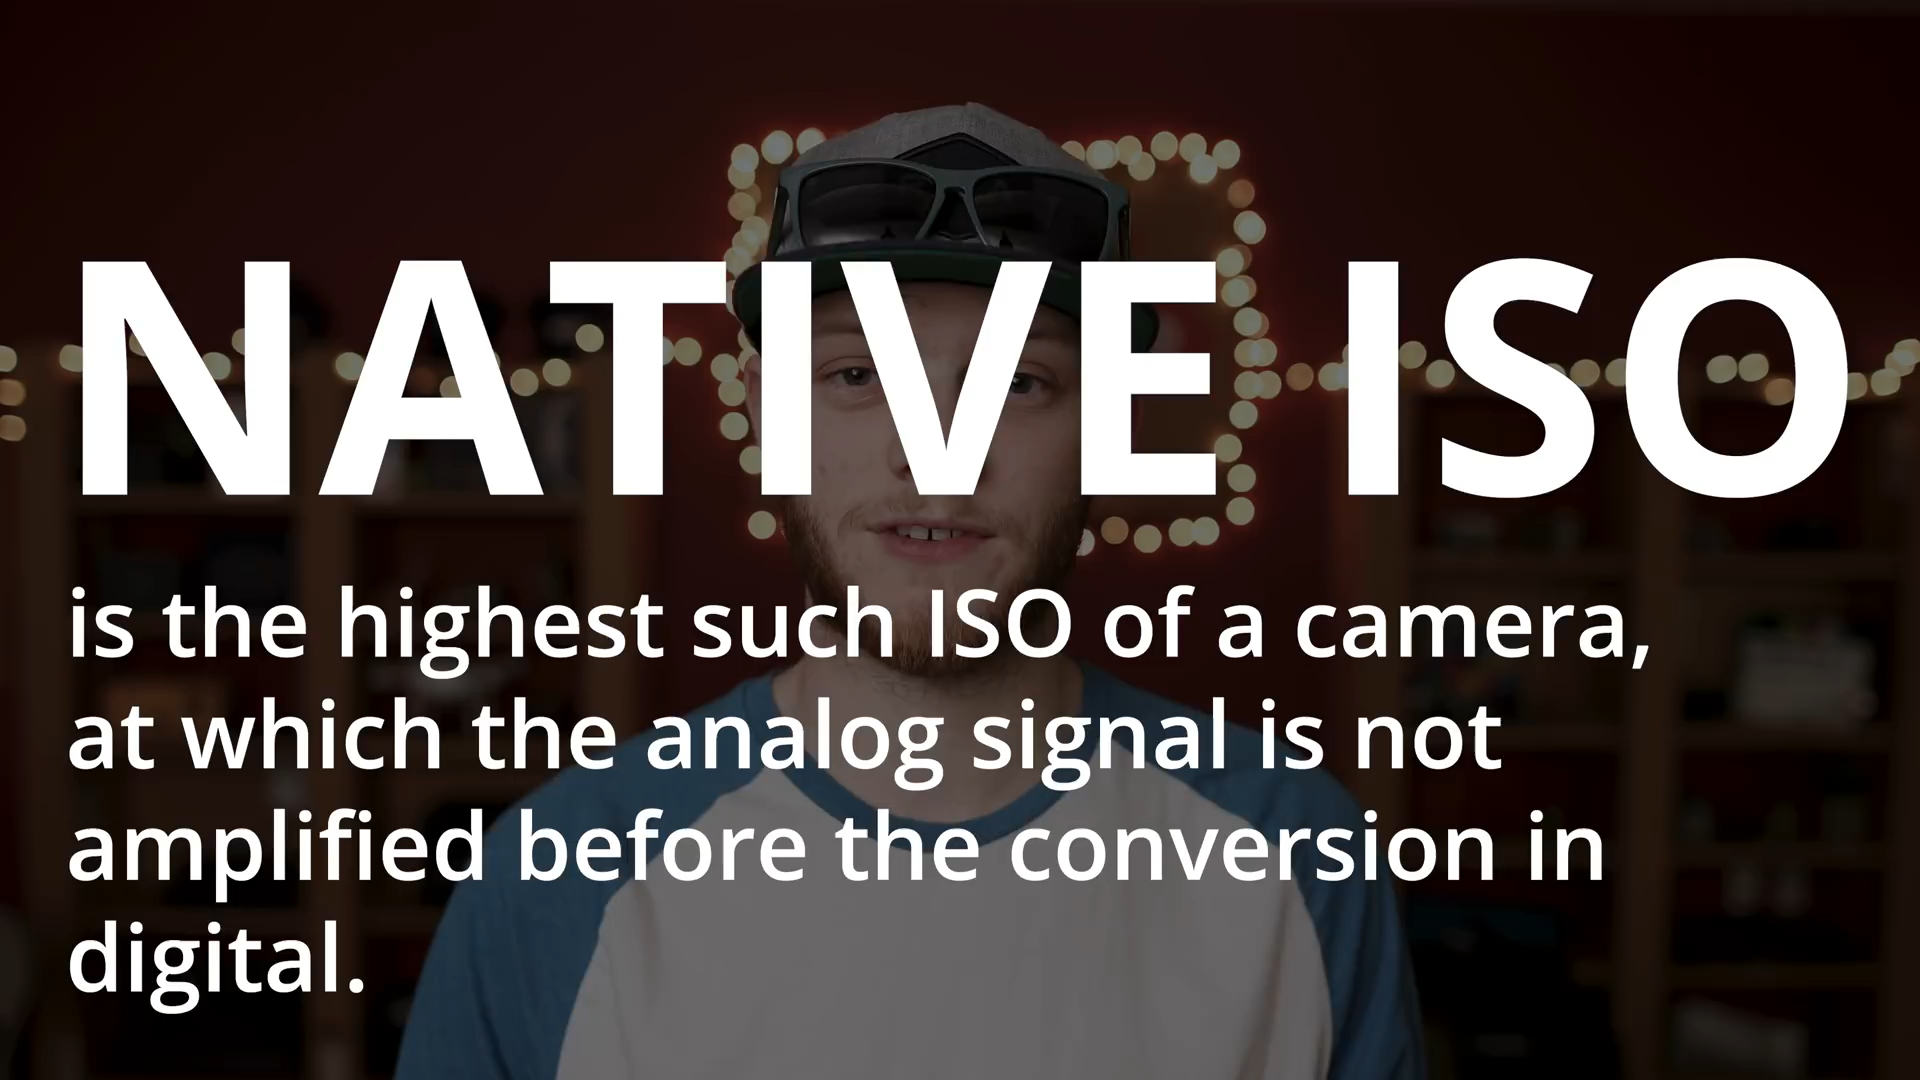 NATIVE ISO
is the highest such ISO of a camera,
at which the analog signal is not
amplified before the conversion in
digital.